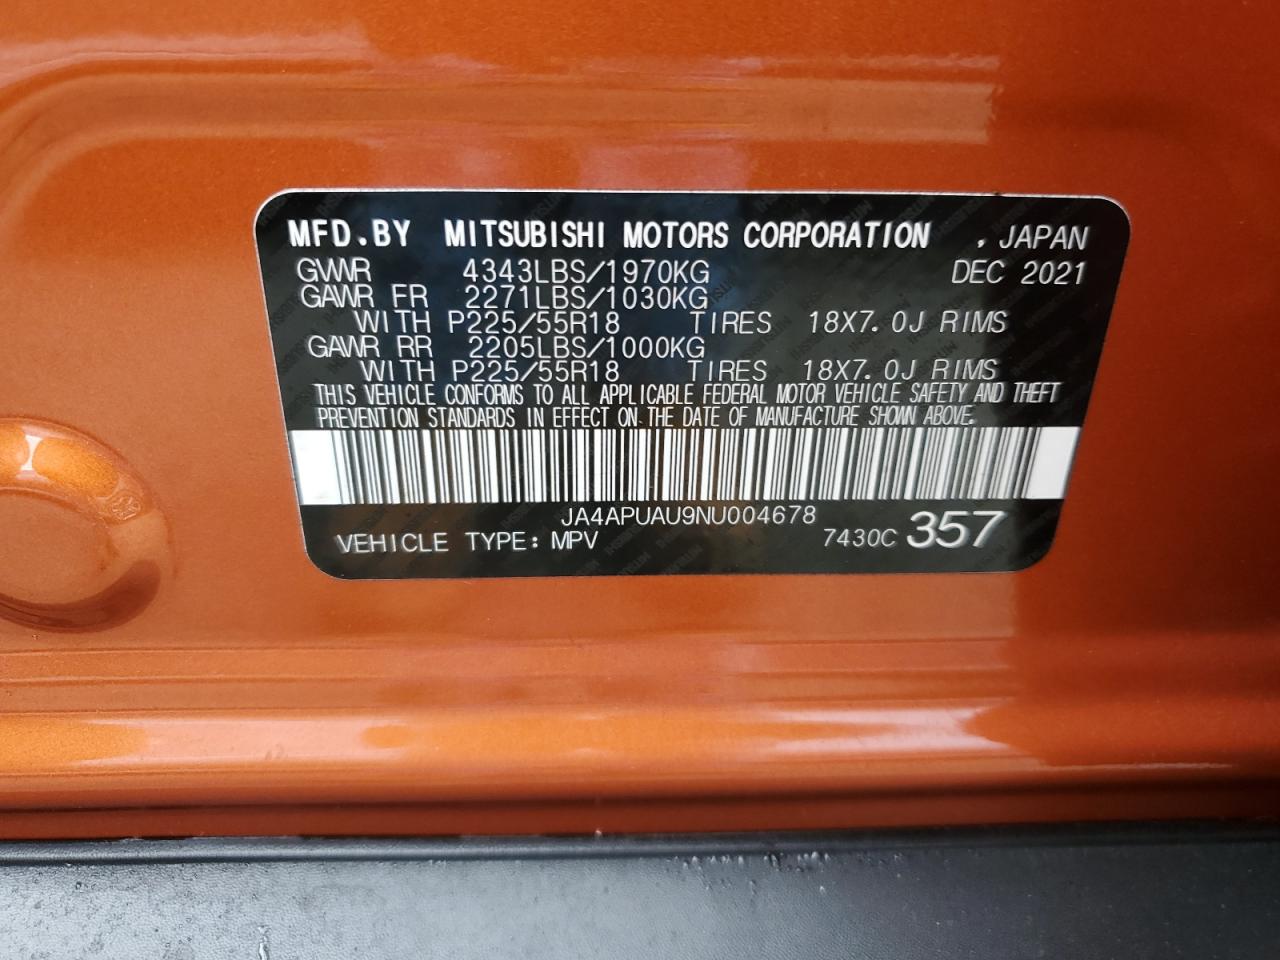 MFD.BY MITSUBISHI MOTORS CORPORATION , JAPAN
GVWR 4343LBS/1970KG DEC 2021
GAWR FR 2271LBS/1030KG
WITH P225/55R18 TIRES 18X7.0J RIMS
GAWR RR 2205LBS/1000KG
WITH P225/55R18 TIRES 18X7.0J RIMS
THIS VEHICLE CONFORMS TO ALL APPLICABLE FEDERAL MOTOR VEHICLE SAFETY AND THEFT
PREVENTION STANDARDS IN EFFECT ON THE DATE OF MANUFACTURE SHOWN ABOVE.
JA4APUAU9NU004678
VEHICLE TYPE: MPV 7430C 357